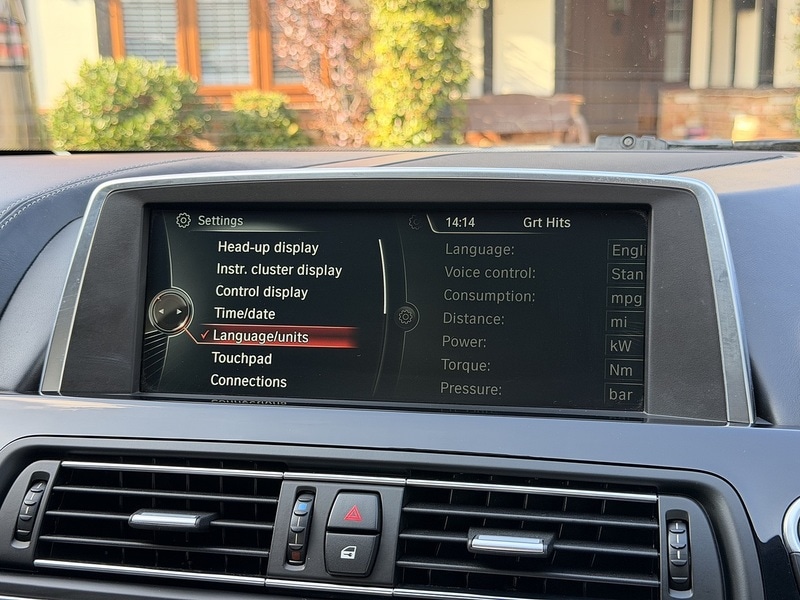 Settings
14:14 Grt Hits
Head-up display
Instr. cluster display
Control display
Time/date
Language/units
Touchpad
Connections
Language: Engli
Voice control: Stan
Consumption: mpg
Distance: mi
Power: kW
Torque: Nm
Pressure: bar